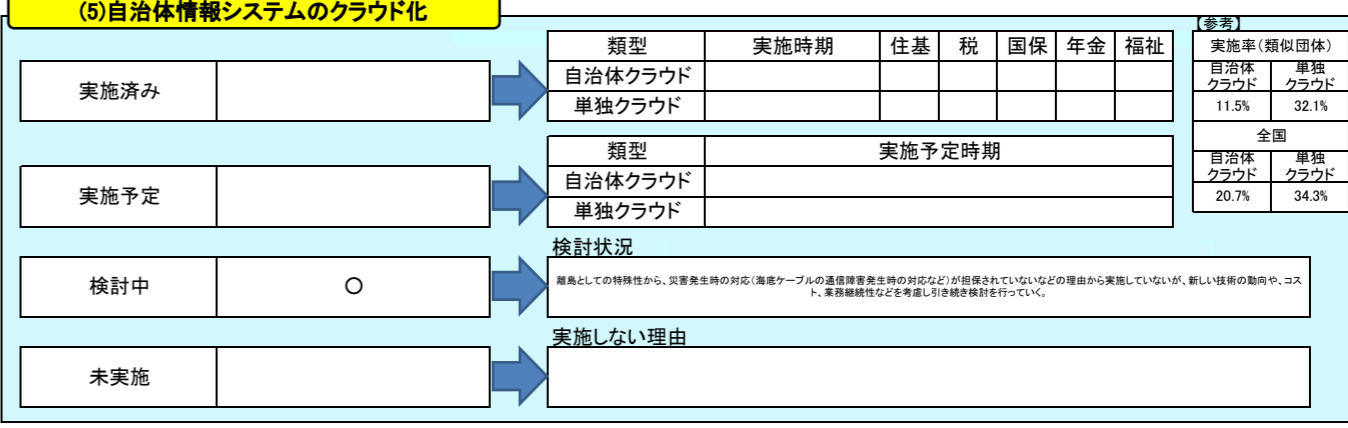 (5)自治体情報システムのクラウド化
【参考】
類型 実施時期 住基 税 国保 年金 福祉
自治体クラウド
単独クラウド
実施済み
実施率(類似団体)
自治体クラウド 単独クラウド
11.5% 32.1%
全国
自治体クラウド 単独クラウド
20.7% 34.3%
類型 実施予定時期
自治体クラウド
単独クラウド
実施予定
検討状況
検討中 ○
離島としての特殊性から、災害発生時の対応(海底ケーブルの通信障害発生時の対応など)が担保されていないなどの理由から実施していないが、新しい技術の動向や、コス
ト、業務継続性などを考慮し引き続き検討を行っていく。
実施しない理由
未実施